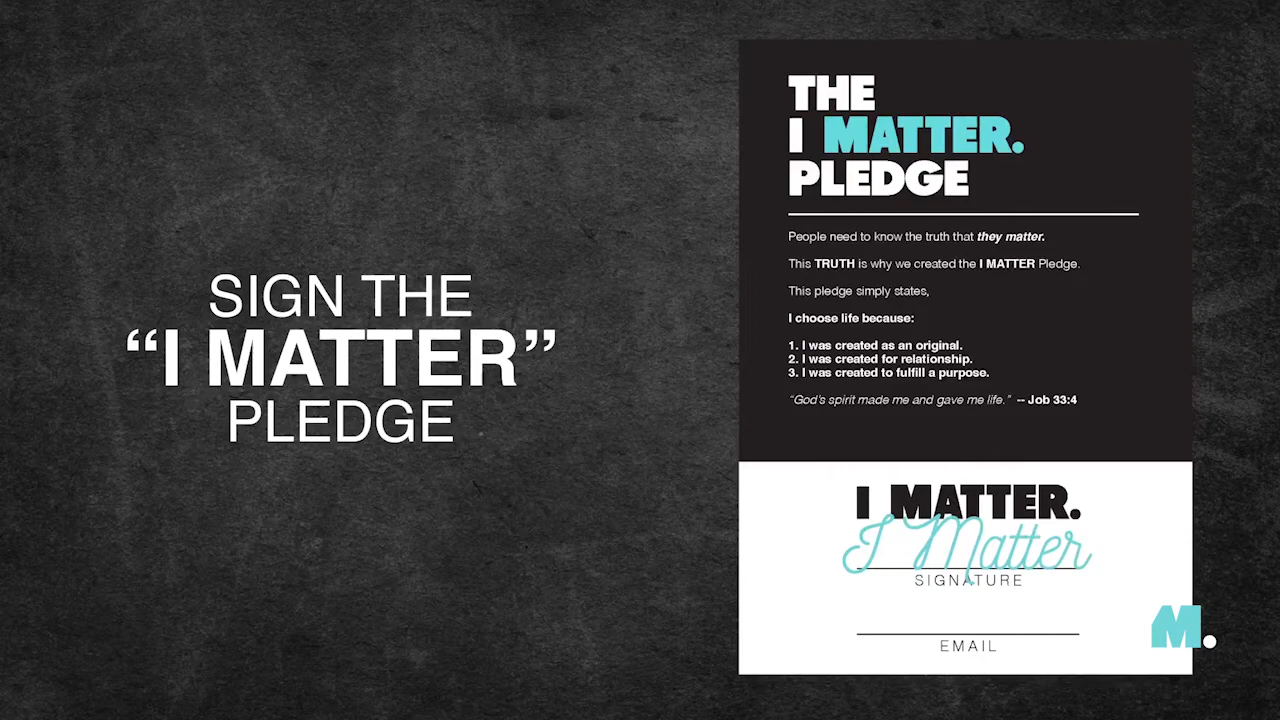 SIGN THE
“I MATTER”
PLEDGE
THE
I MATTER.
PLEDGE
People need to know the truth that they matter.
This TRUTH is why we created the I MATTER Pledge.
This pledge simply states,
I choose life because:
1. I was created as an original.
2. I was created for relationship.
3. I was created to fulfill a purpose.
“God’s spirit made me and gave me life.” -- Job 33:4
I MATTER.
I Matter
SIGNATURE
EMAIL
M.